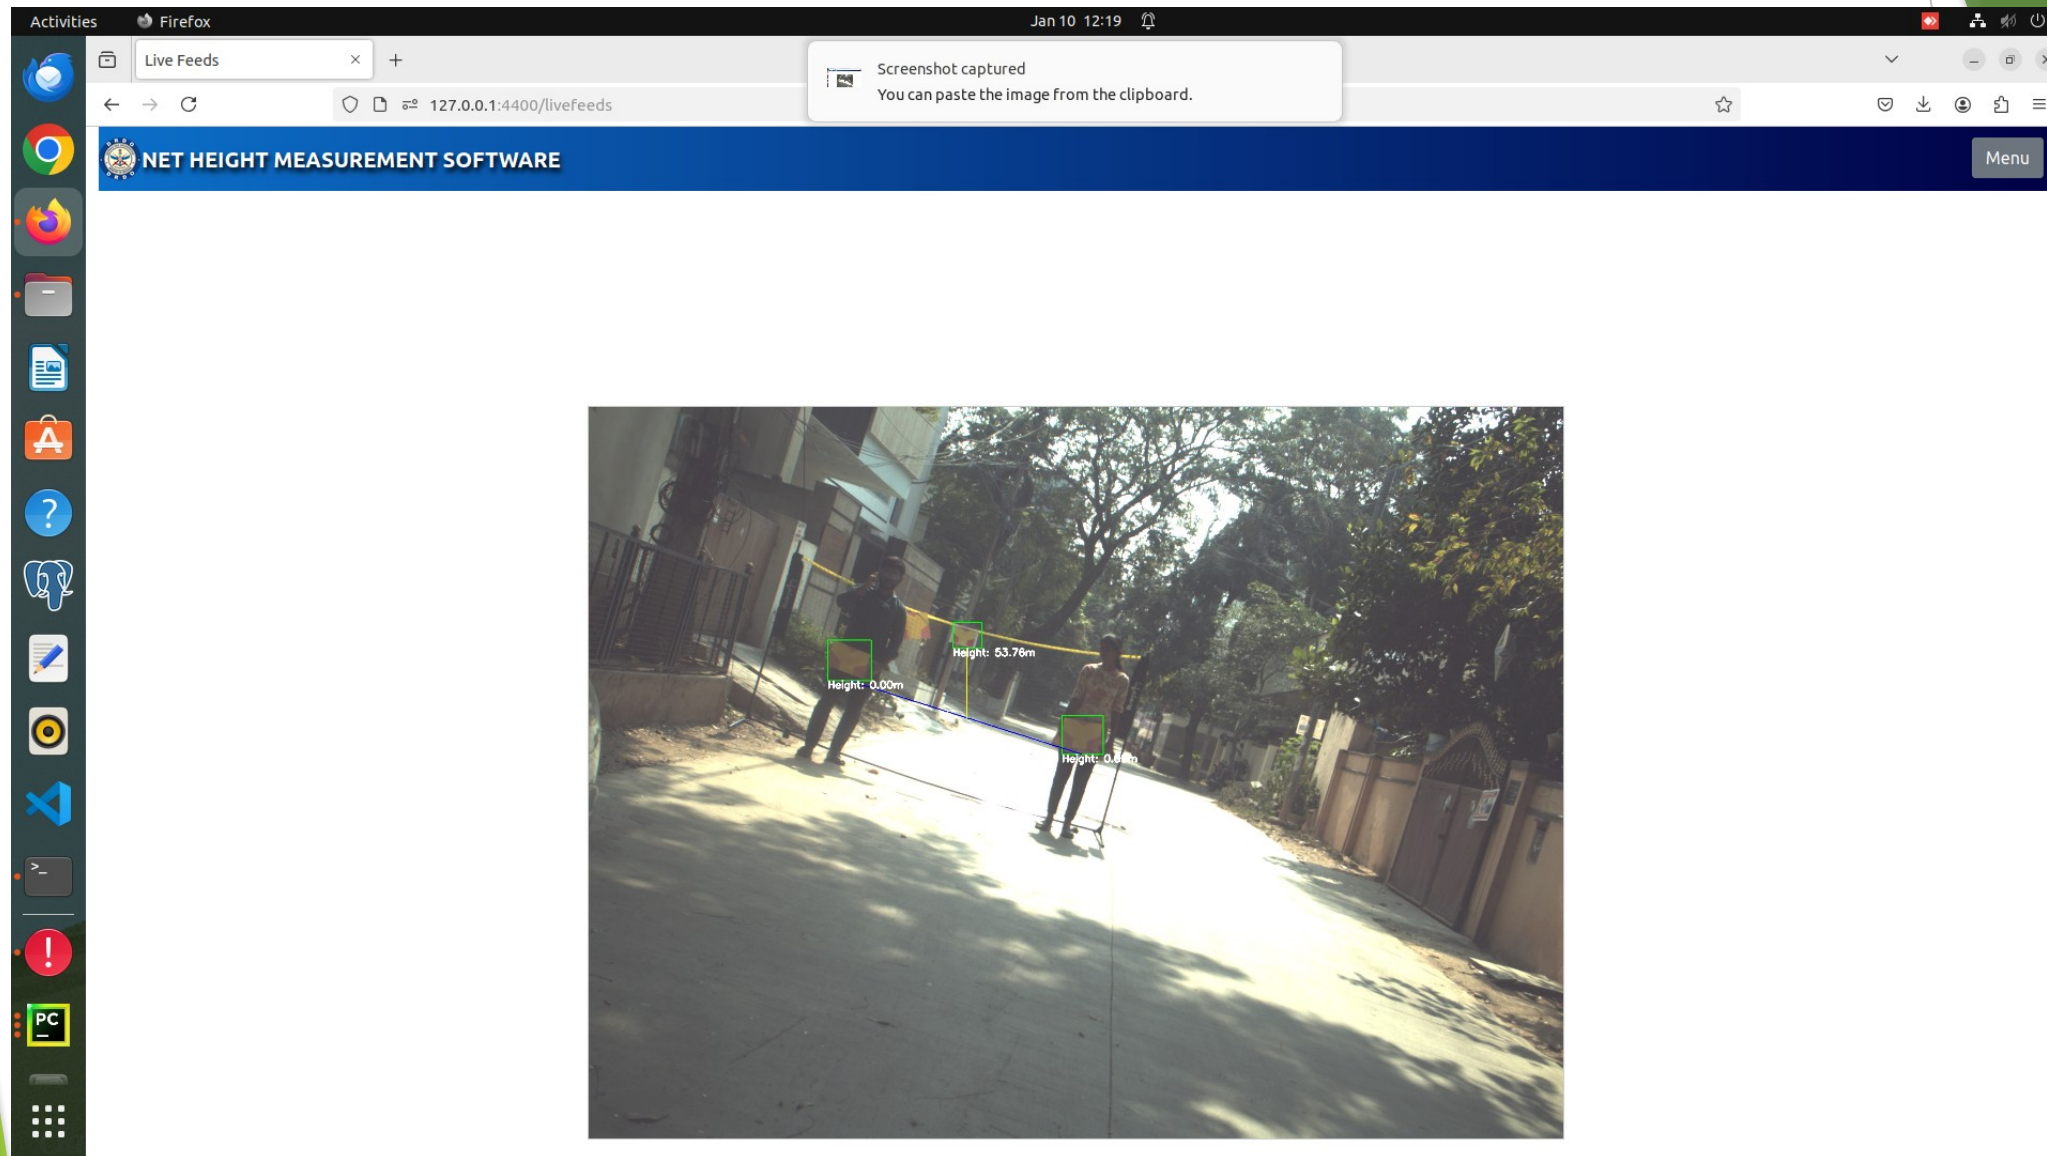 Activities
Firefox
Jan 10 12:19
Live Feeds
Screenshot captured
You can paste the image from the clipboard.
127.0.0.1:4400/livefeeds
NET HEIGHT MEASUREMENT SOFTWARE
Menu
Height: 53.76m
Height: 0.00m
Height:
PC